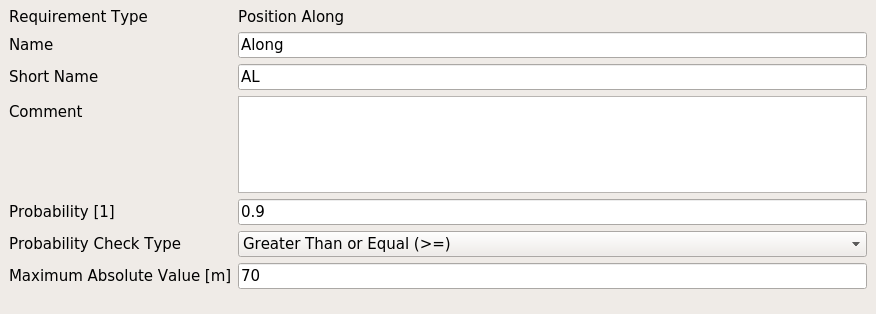 Requirement Type Position Along
Name Along
Short Name AL
Comment
Probability [1] 0.9
Probability Check Type Greater Than or Equal (>=)
Maximum Absolute Value [m] 70